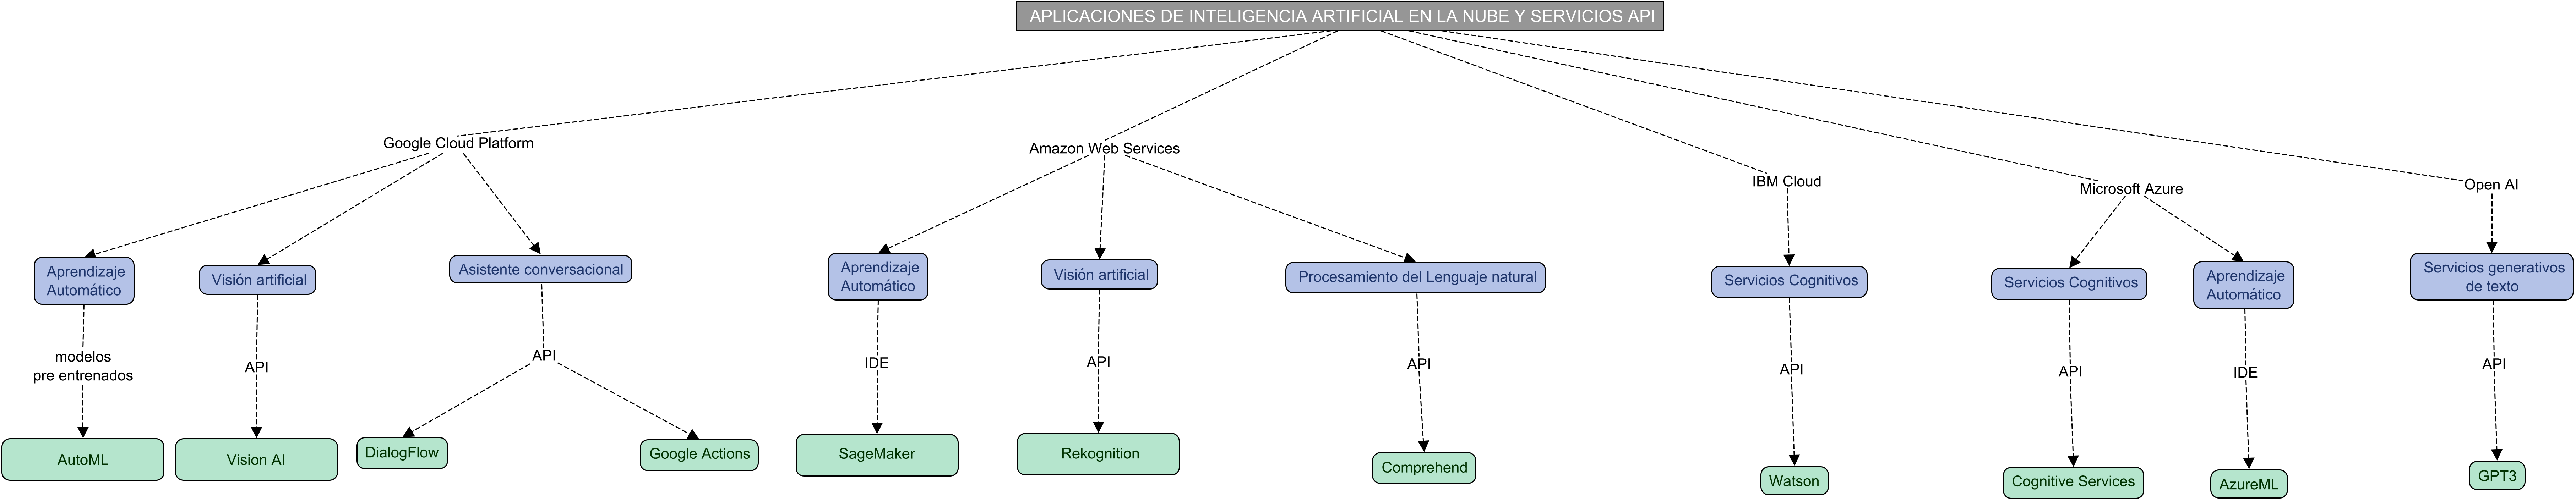 APLICACIONES DE INTELIGENCIA ARTIFICIAL EN LA NUBE Y SERVICIOS API
Google Cloud Platform
Amazon Web Services
IBM Cloud
Microsoft Azure
Open AI
Aprendizaje
Automático
Visión artificial
Asistente conversacional
Aprendizaje
Automático
Visión artificial
Procesamiento del Lenguaje natural
Servicios Cognitivos
Servicios Cognitivos
Aprendizaje
Automático
Servicios generativos
de texto
modelos
pre entrenados
API
API
IDE
API
API
API
API
IDE
API
AutoML
Vision AI
DialogFlow
Google Actions
SageMaker
Rekognition
Comprehend
Watson
Cognitive Services
AzureML
GPT3